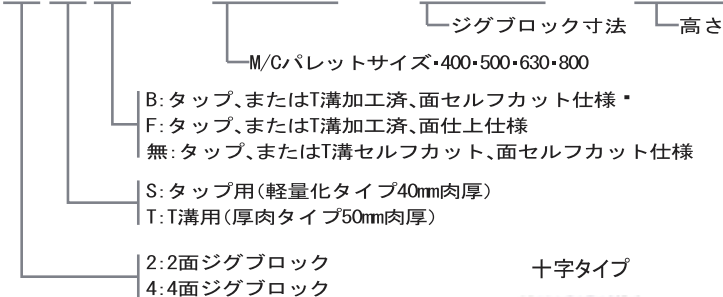 ジグブロック寸法
高さ
M/Cパレットサイズ・400・500・630・800
B:タップ、またはT溝加工済、面セルフカット仕様・
F:タップ、またはT溝加工済、面仕上仕様
無:タップ、またはT溝セルフカット、面セルフカット仕様
S:タップ用(軽量化タイプ40mm肉厚)
T:T溝用(厚肉タイプ50mm肉厚)
2:2面ジグブロック
4:4面ジグブロック
十字タイプ